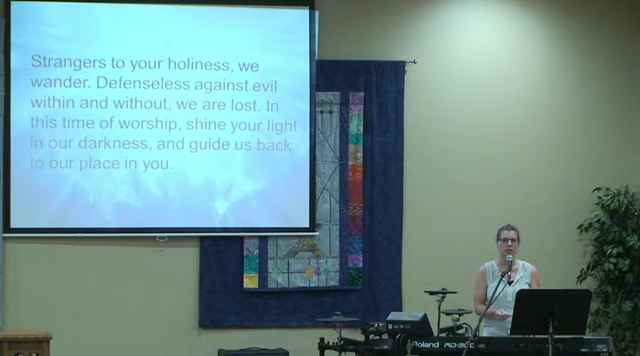 Strangers to your holiness, we
wander. Defenseless against evil
within and without, we are lost. In
this time of worship, shine your light
in our darkness, and guide us back
to our place in you.
Roland